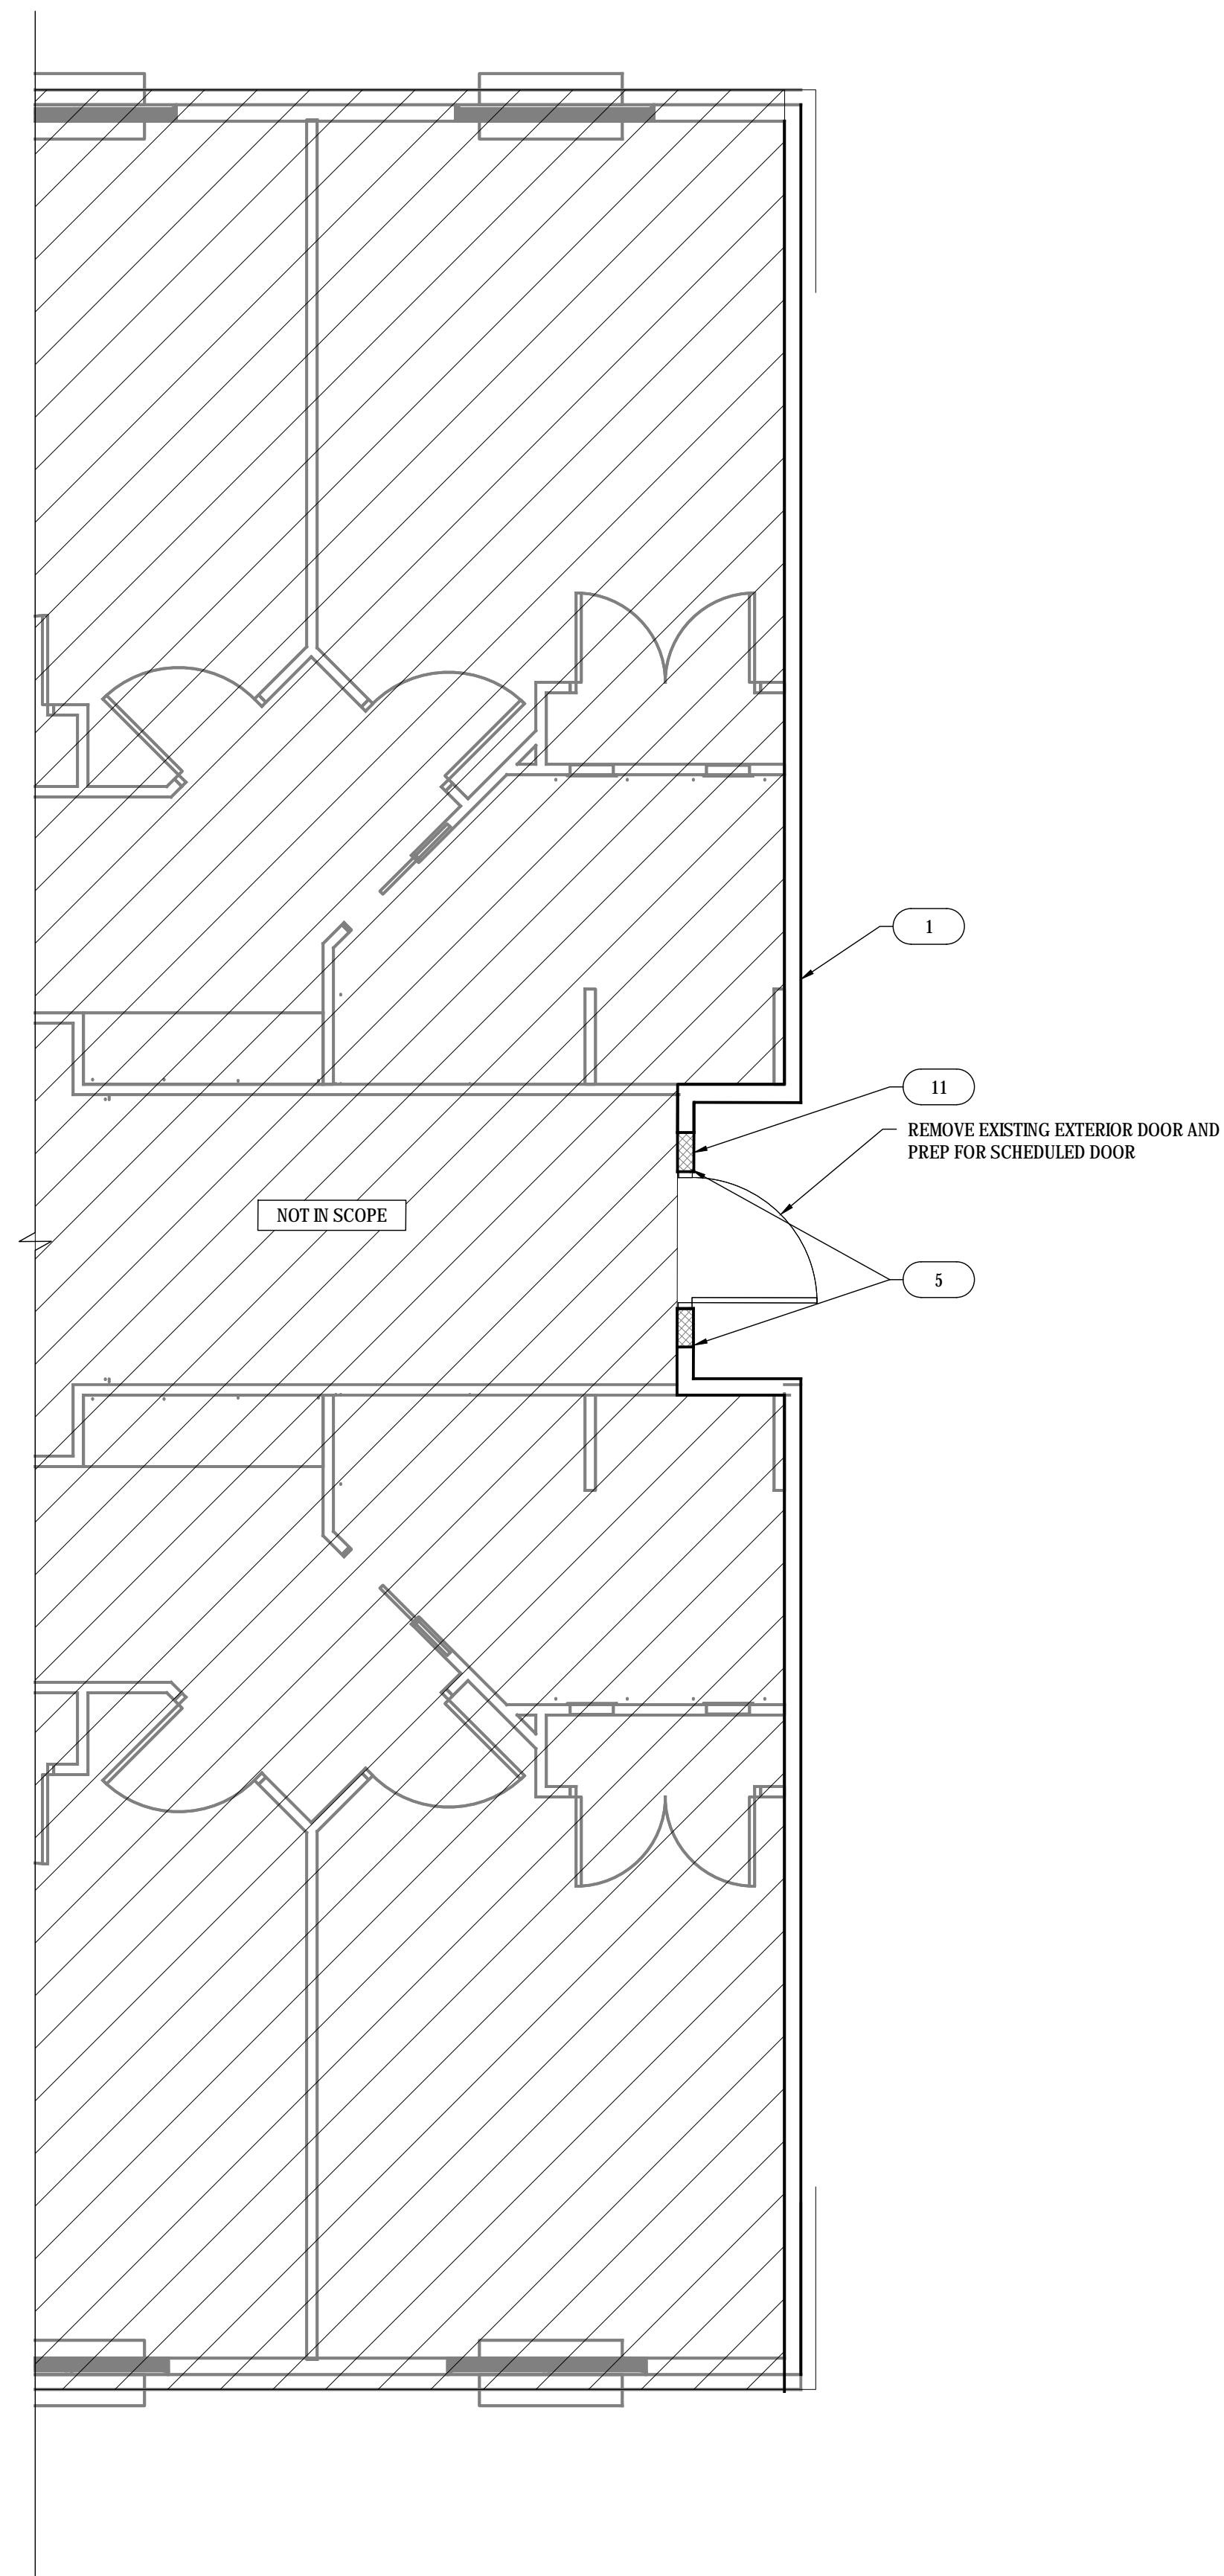 1
11
REMOVE EXISTING EXTERIOR DOOR AND
PREP FOR SCHEDULED DOOR
NOT IN SCOPE
5